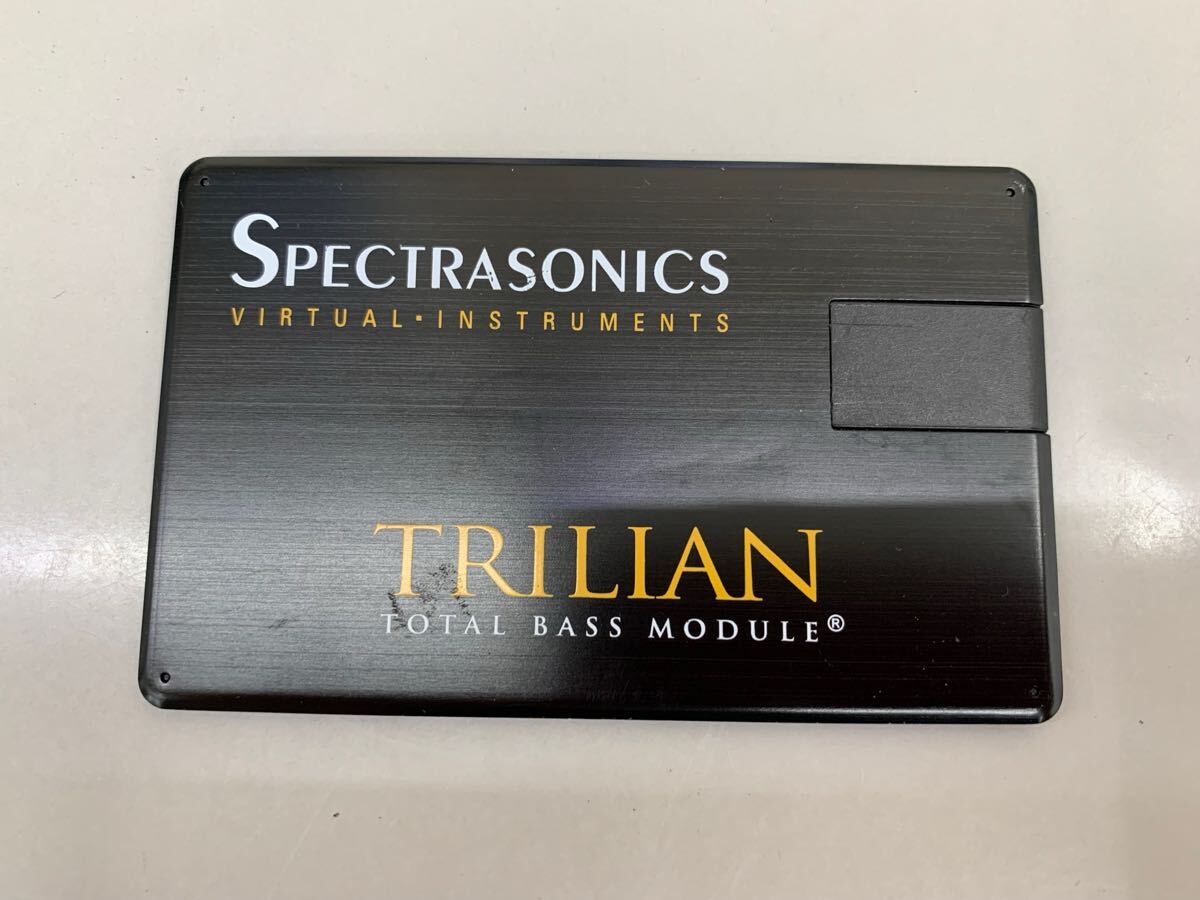 SPECTRASONICS
VIRTUAL▪INSTRUMENTS
TRILIAN
TOTAL BASS MODULE®